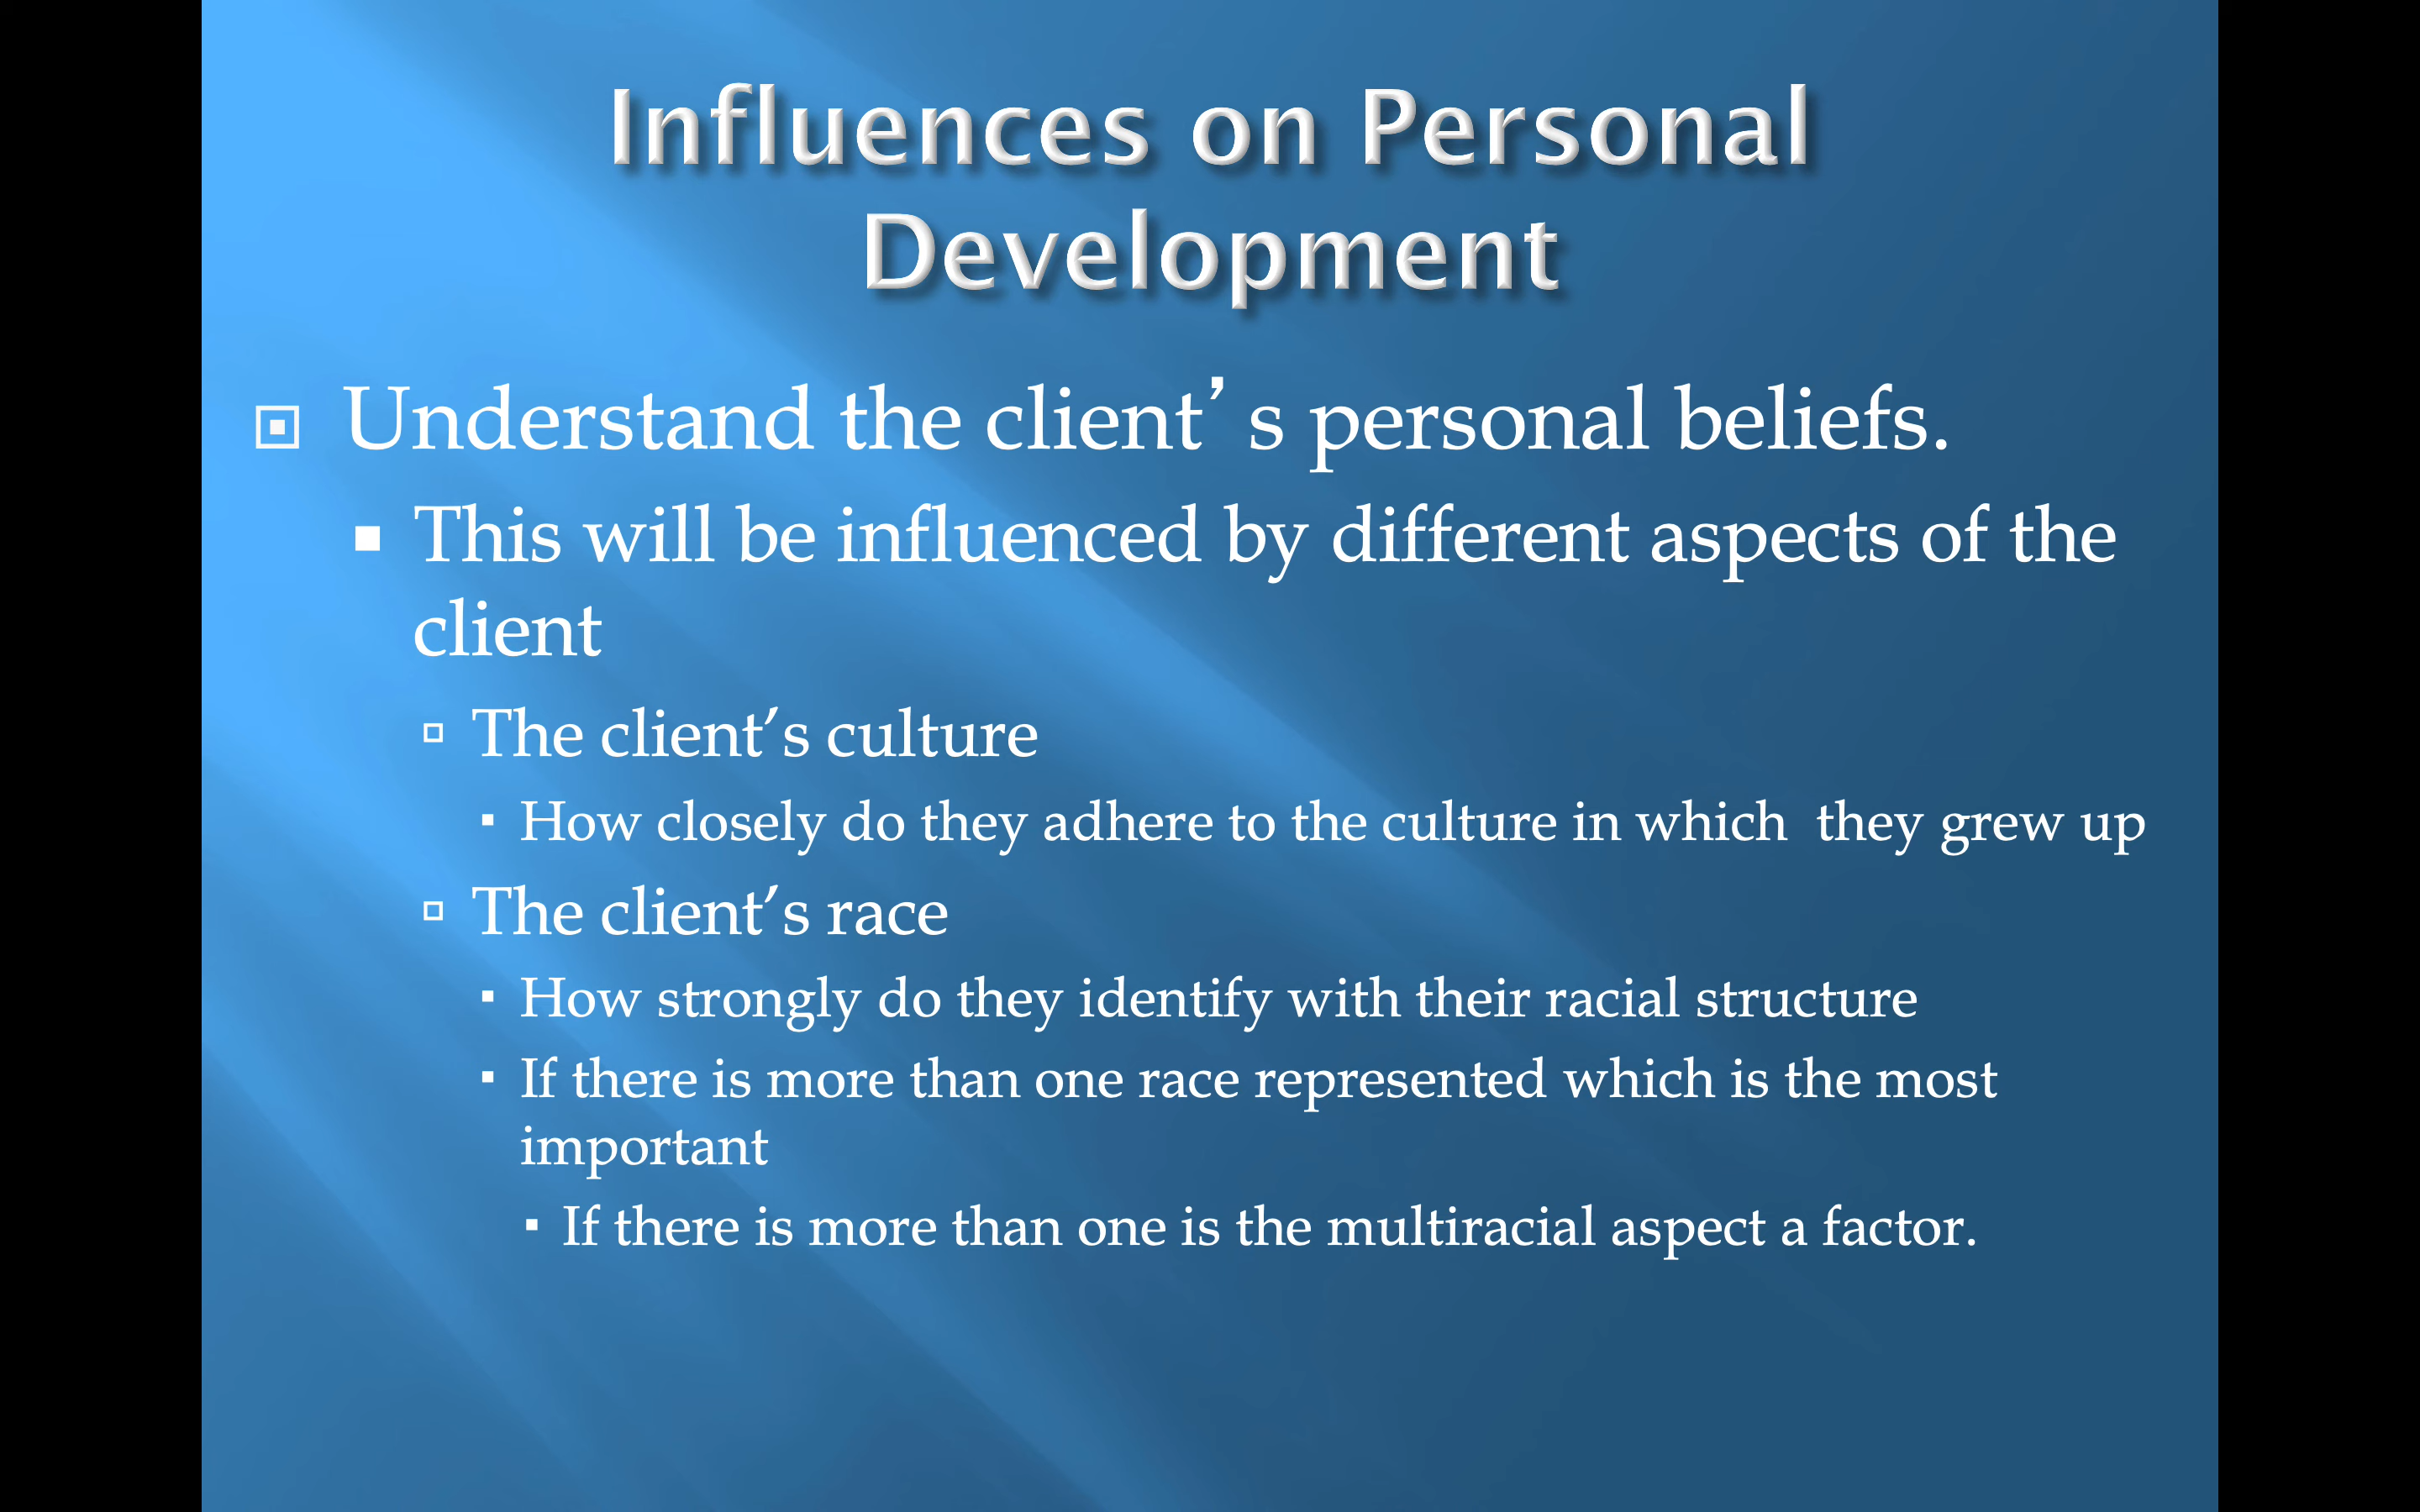 Influences on Personal
Development
Understand the client’s personal beliefs.
This will be influenced by different aspects of the
client
The client’s culture
How closely do they adhere to the culture in which  they grew up
The client’s race
How strongly do they identify with their racial structure
If there is more than one race represented which is the most
important
If there is more than one is the multiracial aspect a factor.